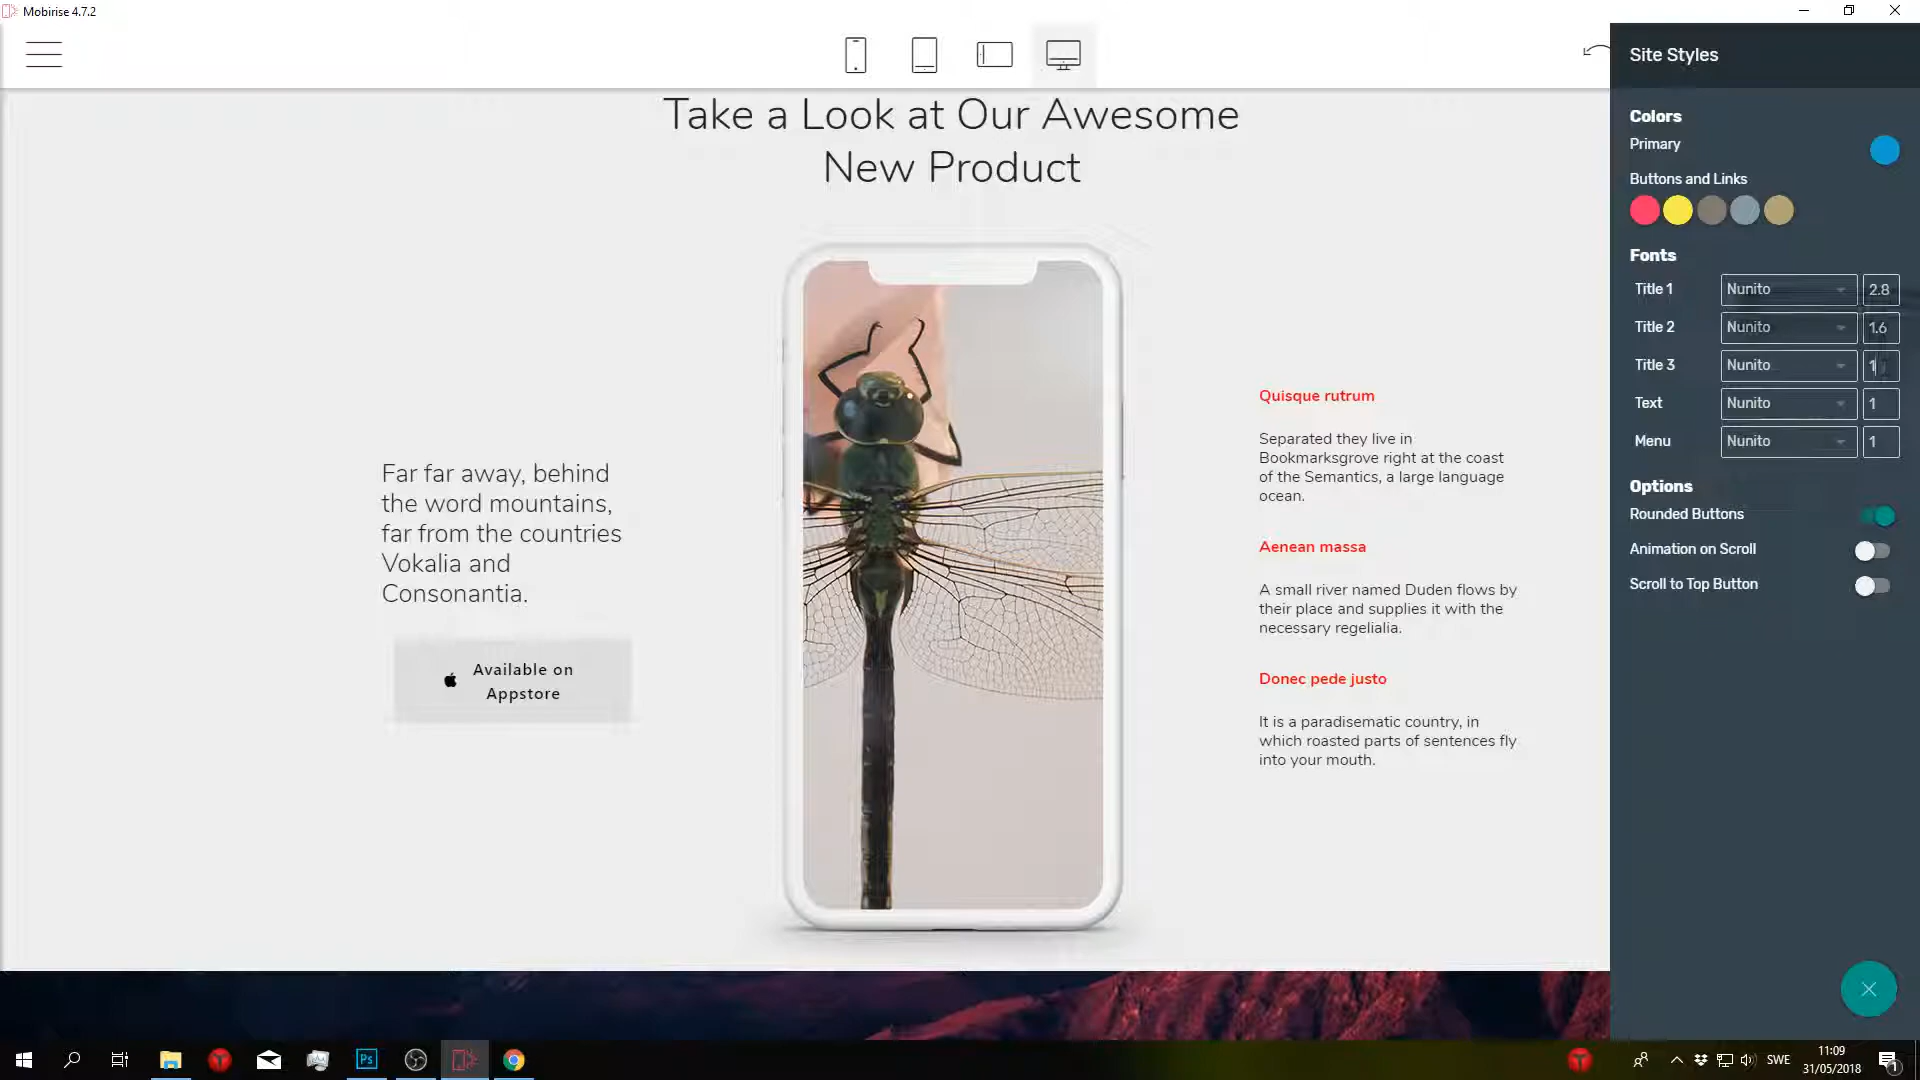 Mobirise 4.7.2
Site Styles
Take a Look at Our Awesome
New Product
Far far away, behind
the word mountains,
far from the countries
Vokalia and
Consonantia.
Available on
Appstore
Quisque rutrum
Separated they live in
Bookmarksgrove right at the coast
of the Semantics, a large language
ocean.
Aenean massa
A small river named Duden flows by
their place and supplies it with the
necessary regelialia.
Donec pede justo
It is a paradisematic country, in
which roasted parts of sentences fly
into your mouth.
Colors
Primary
Buttons and Links
Fonts
Title 1 Nunito 2.8
Title 2 Nunito 1.6
Title 3 Nunito 1
Text Nunito 1
Menu Nunito 1
Options
Rounded Buttons
Animation on Scroll
Scroll to Top Button
Ps
SWE
11:09
31/05/2018
1